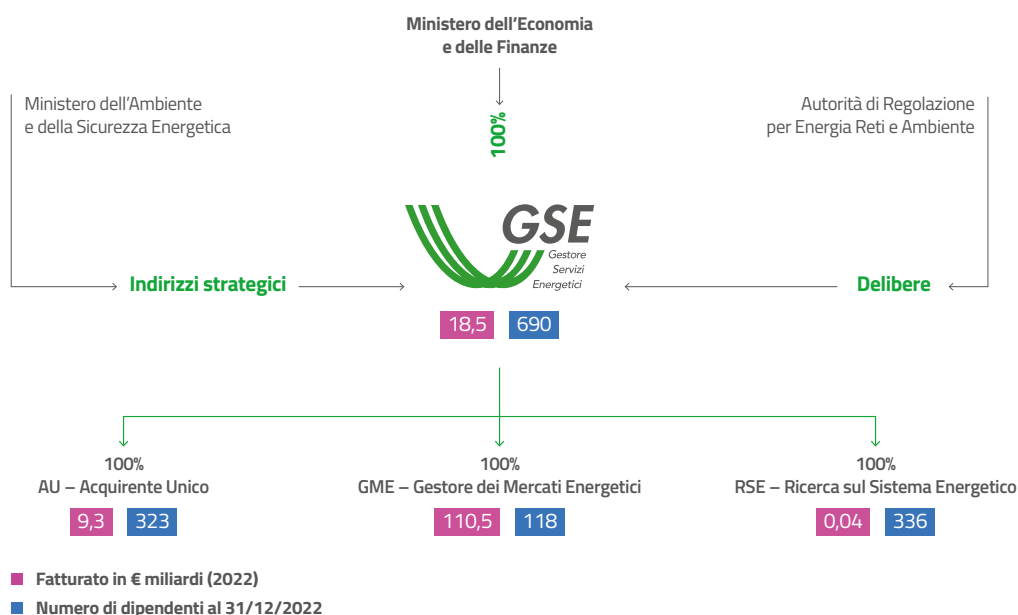 Ministero dell'Economia
e delle Finanze
Ministero dell'Ambiente
e della Sicurezza Energetica
100%
Autorità di Regolazione
per Energia Reti e Ambiente
GSE
Gestore
Servizi
Energetici
Indirizzi strategici
Delibere
18,5 690
100%
AU – Acquirente Unico
9,3 323
100%
GME – Gestore dei Mercati Energetici
110,5 118
100%
RSE – Ricerca sul Sistema Energetico
0,04 336
Fatturato in € miliardi (2022)
Numero di dipendenti al 31/12/2022